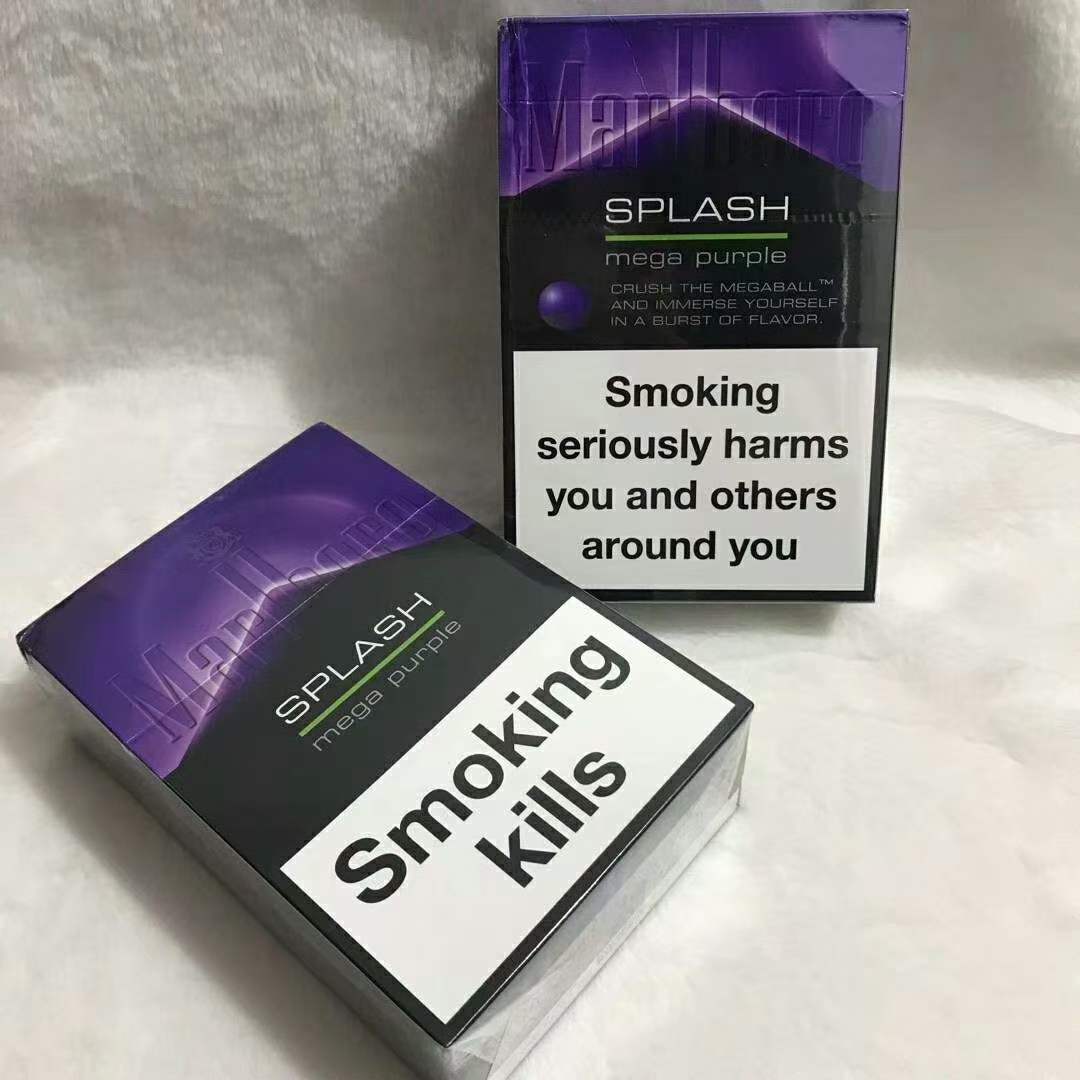 Marlboro
SPLASH
mega purple
CRUSH THE MEGABALL™
AND IMMERSE YOURSELF
IN A BURST OF FLAVOR.
Smoking
seriously harms
you and others
around you
Marlboro
SPLASH
mega purple
Smoking
kills